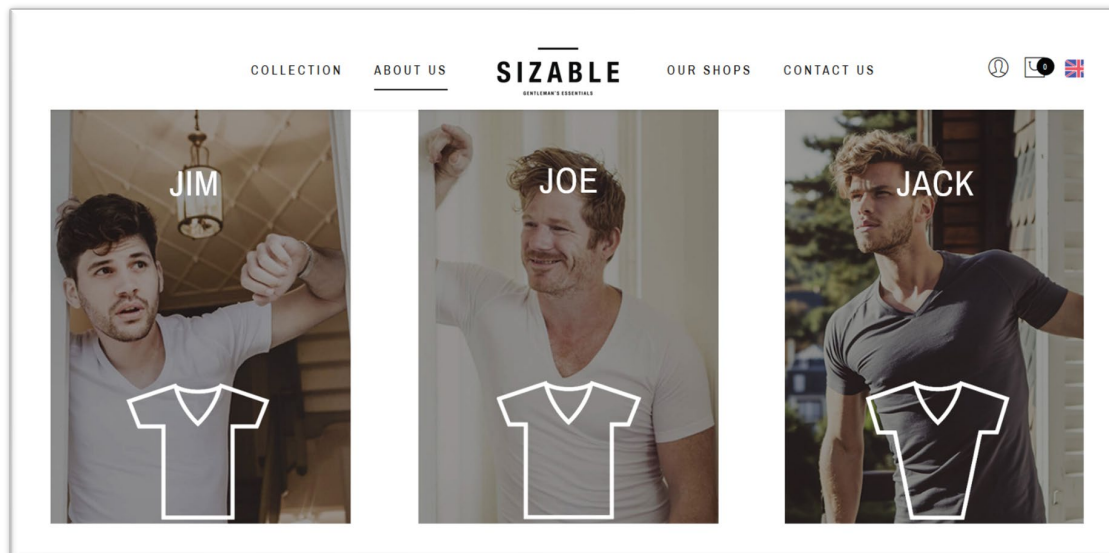 COLLECTION
ABOUT US
SIZABLE
GENTLEMAN'S ESSENTIALS
OUR SHOPS
CONTACT US
0
JIM
JOE
JACK